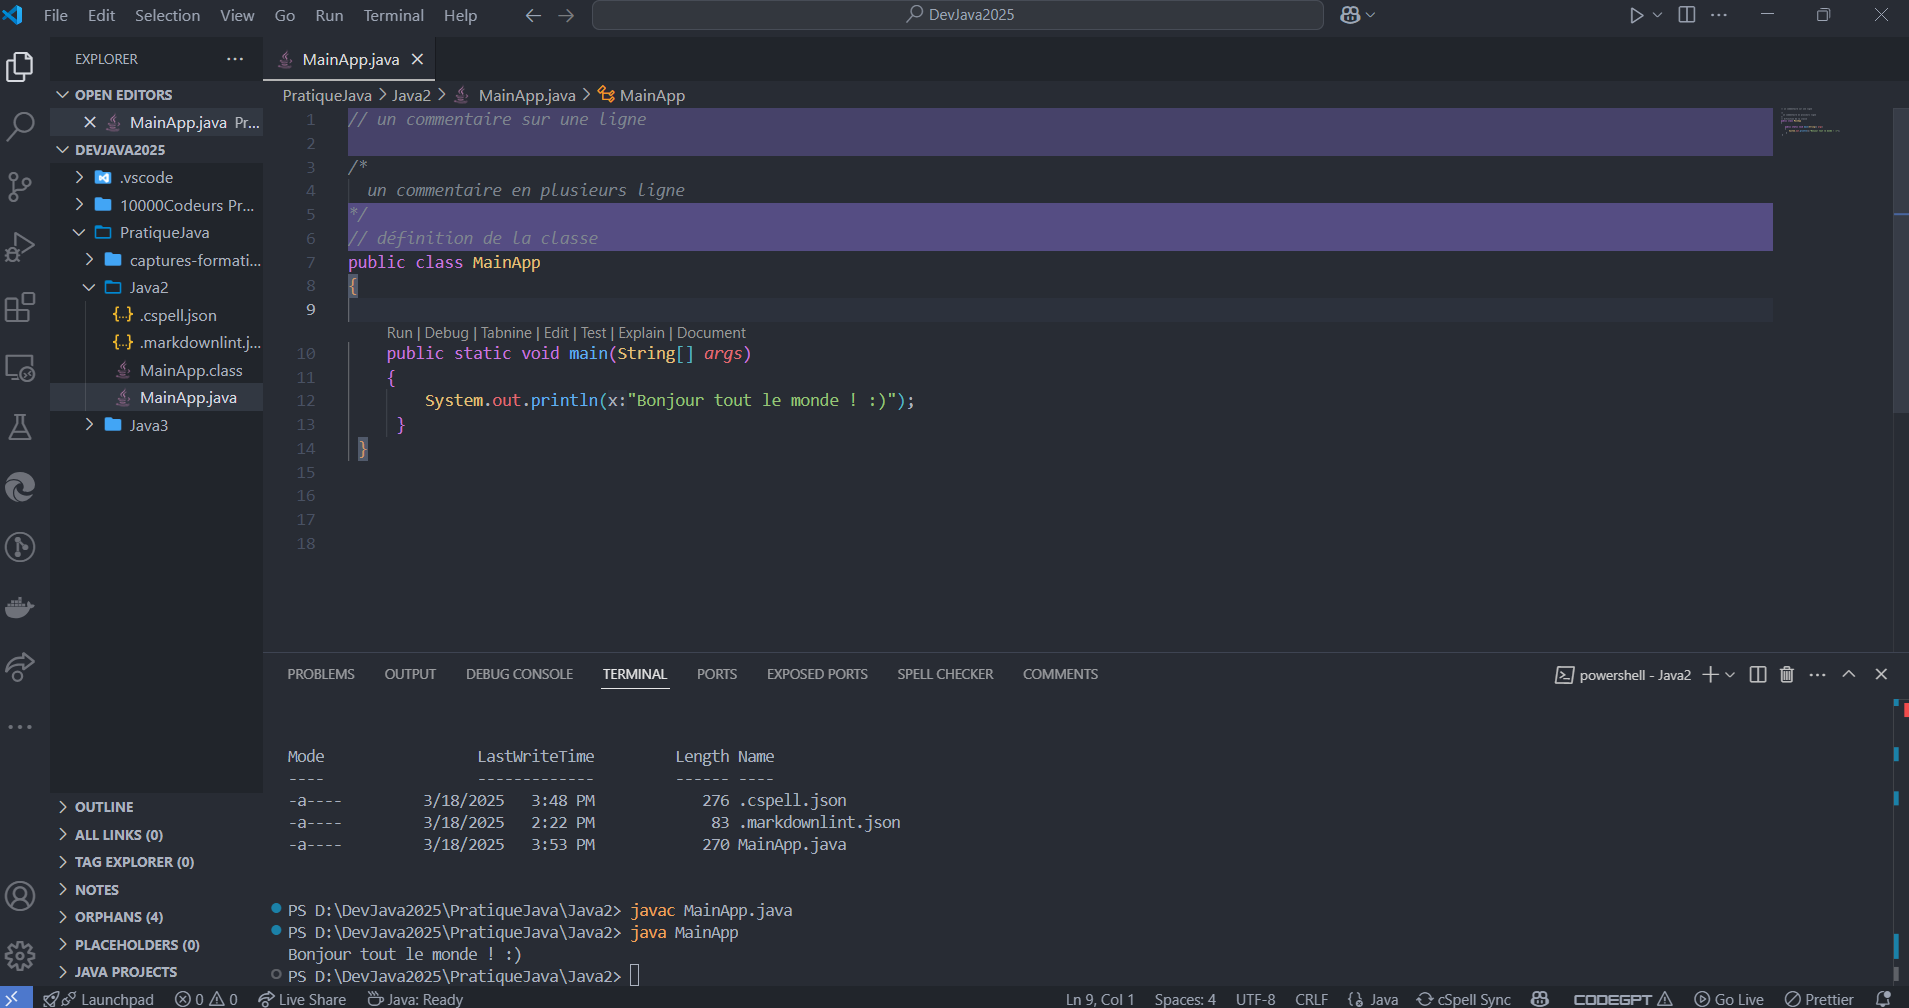 File Edit Selection View Go Run Terminal Help DevJava2025
EXPLORER
OPEN EDITORS
MainApp.java Pr...
DEVJAVA2025
.vscode
10000Codeurs Pr...
PratiqueJava
captures-formati...
Java2
{..} .cspell.json
{..} .markdownlint.j...
MainApp.class
MainApp.java
Java3
OUTLINE
ALL LINKS (0)
TAG EXPLORER (0)
NOTES
ORPHANS (4)
PLACEHOLDERS (0)
JAVA PROJECTS
MainApp.java
PratiqueJava > Java2 > MainApp.java > MainApp
1 // un commentaire sur une ligne
2
3 /*
4 un commentaire en plusieurs ligne
5 */
6 // définition de la classe
7 public class MainApp
8 {
9
Run | Debug | Tabnine | Edit | Test | Explain | Document
10 public static void main(String[] args)
11 {
12 System.out.println(x:"Bonjour tout le monde ! :)");
13 }
14 }
15
16
17
18
PROBLEMS OUTPUT DEBUG CONSOLE TERMINAL PORTS EXPOSED PORTS SPELL CHECKER COMMENTS powershell - Java2
Mode LastWriteTime Length Name
---- ------------- ------ ----
-a---- 3/18/2025 3:48 PM 276 .cspell.json
-a---- 3/18/2025 2:22 PM 83 .markdownlint.json
-a---- 3/18/2025 3:53 PM 270 MainApp.java
PS D:\DevJava2025\PratiqueJava\Java2> javac MainApp.java
PS D:\DevJava2025\PratiqueJava\Java2> java MainApp
Bonjour tout le monde ! :)
PS D:\DevJava2025\PratiqueJava\Java2>
Launchpad 0 0 Live Share Java: Ready Ln 9, Col 1 Spaces: 4 UTF-8 CRLF {} Java cSpell Sync CODEGPT Go Live Prettier